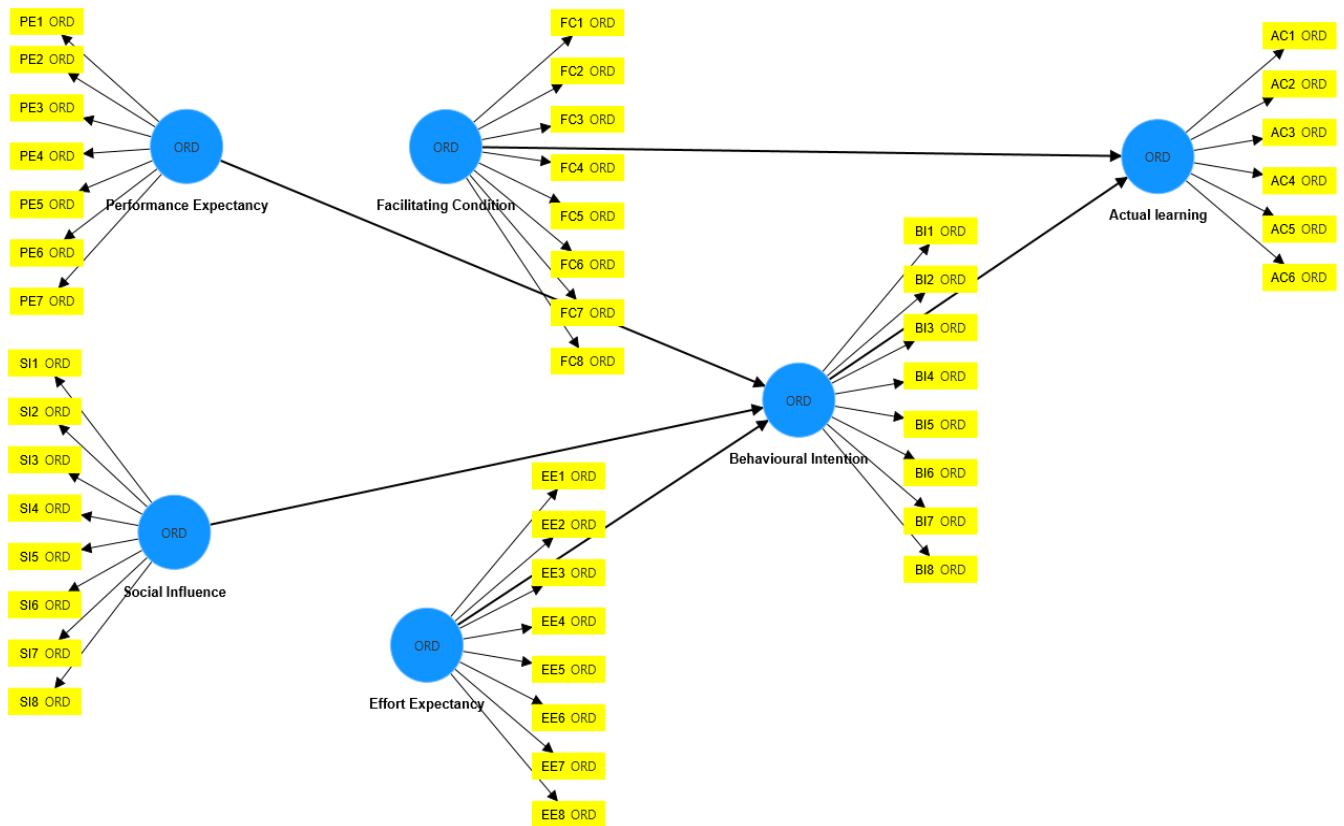 PE1 ORD
PE2 ORD
PE3 ORD
PE4 ORD
PE5 ORD
PE6 ORD
PE7 ORD
ORD
Performance Expectancy
FC1 ORD
FC2 ORD
FC3 ORD
FC4 ORD
FC5 ORD
FC6 ORD
FC7 ORD
FC8 ORD
ORD
Facilitating Condition
AC1 ORD
AC2 ORD
AC3 ORD
AC4 ORD
AC5 ORD
AC6 ORD
ORD
Actual learning
BI1 ORD
BI2 ORD
BI3 ORD
BI4 ORD
BI5 ORD
BI6 ORD
BI7 ORD
BI8 ORD
ORD
Behavioural Intention
SI1 ORD
SI2 ORD
SI3 ORD
SI4 ORD
SI5 ORD
SI6 ORD
SI7 ORD
SI8 ORD
ORD
Social Influence
EE1 ORD
EE2 ORD
EE3 ORD
EE4 ORD
EE5 ORD
EE6 ORD
EE7 ORD
EE8 ORD
ORD
Effort Expectancy